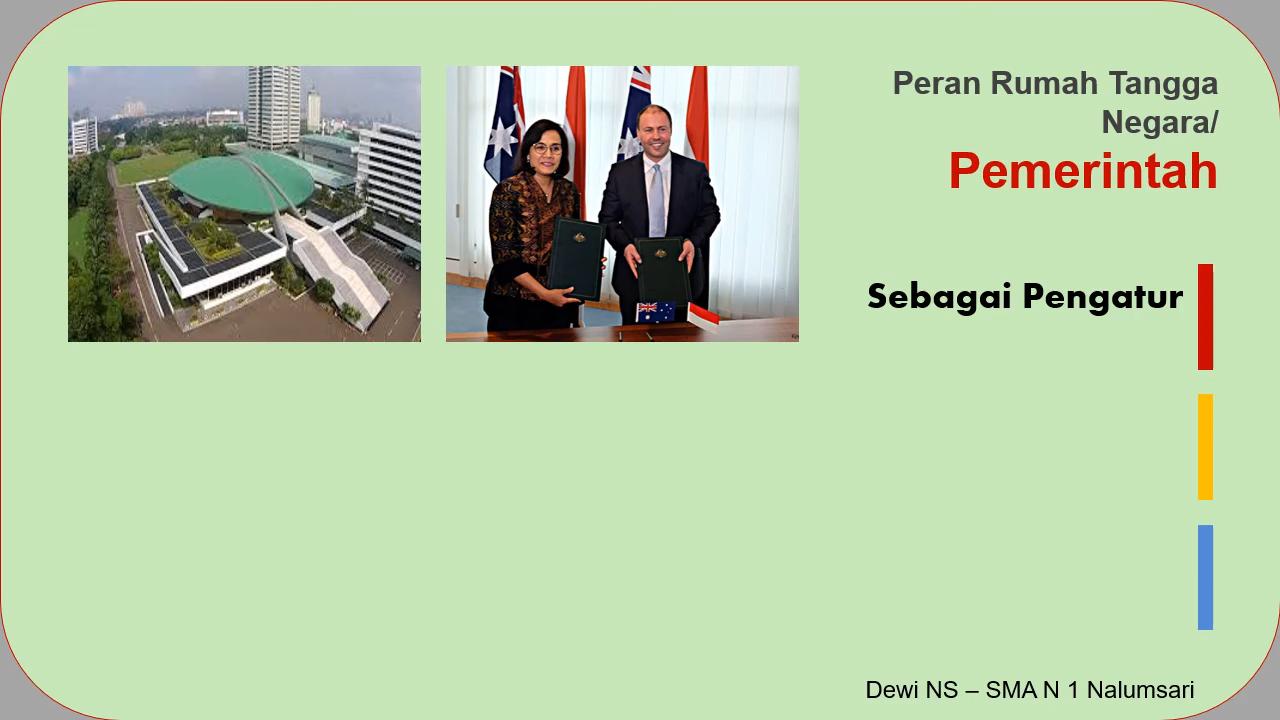 Peran Rumah Tangga
Negara/
Pemerintah
Sebagai Pengatur
Dewi NS – SMA N 1 Nalumsari